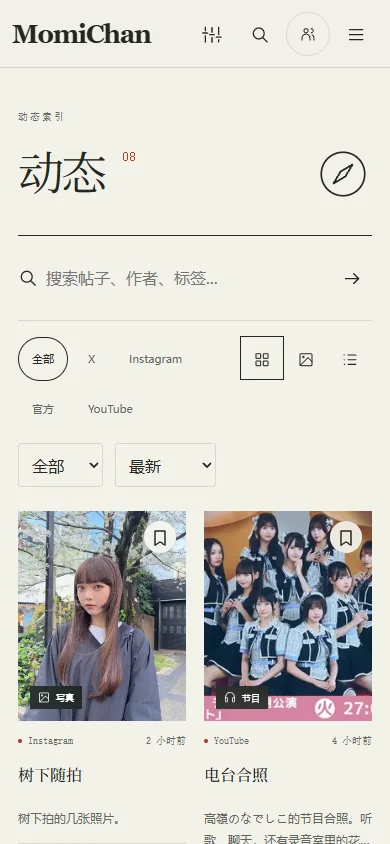 MomiChan
动态索引
动态 08
搜索帖子、作者、标签...
全部 X Instagram
官方 YouTube
全部 最新
写真
公演
ト」 火 27:
节目
Instagram 2 小时前
YouTube 4 小时前
树下随拍
电台合照
树下拍的几张照片。
高嶺のなでしこ的节目合照。听
歌、聊天，还有录音室里的花...